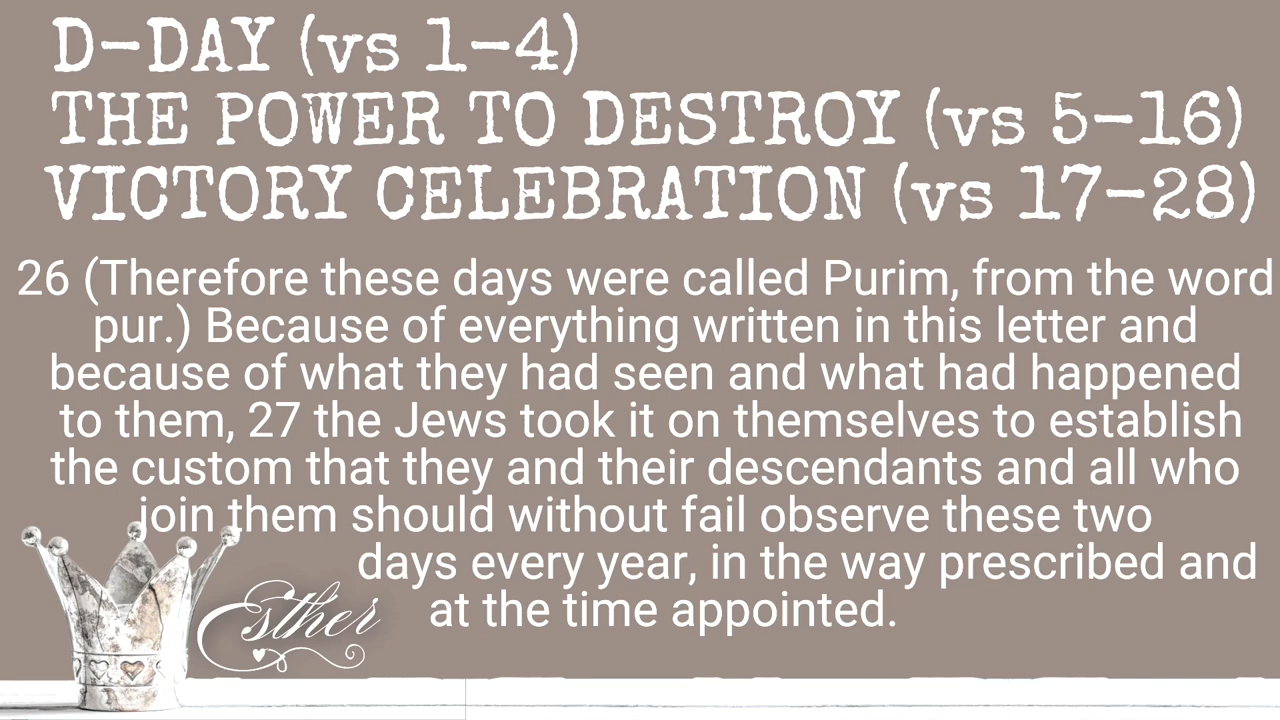 D-DAY (vs 1-4)
THE POWER TO DESTROY (vs 5-16)
VICTORY CELEBRATION (vs 17-28)
26 (Therefore these days were called Purim, from the word
pur.) Because of everything written in this letter and
because of what they had seen and what had happened
to them, 27 the Jews took it on themselves to establish
the custom that they and their descendants and all who
join them should without fail observe these two
days every year, in the way prescribed and
at the time appointed.
Esther